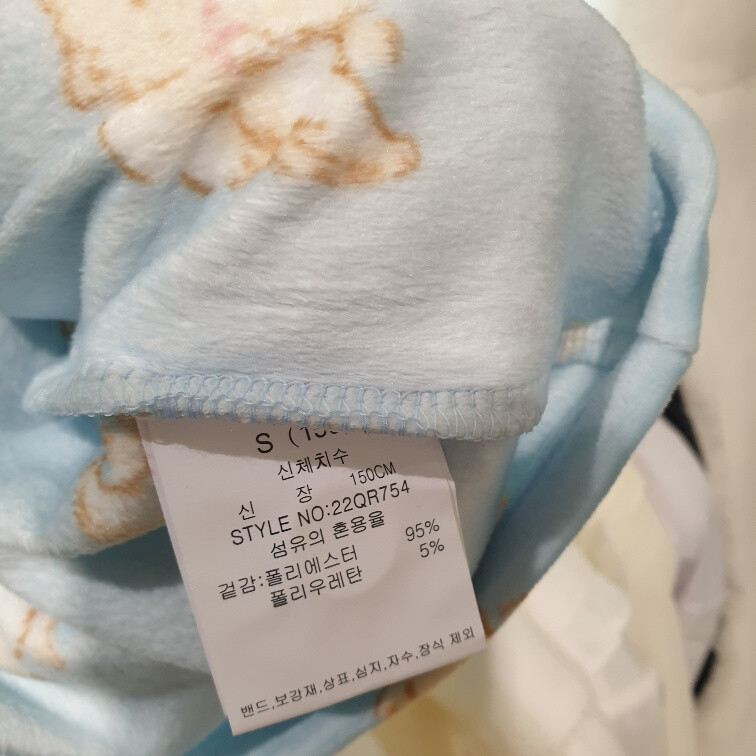 S
신체치수
신 장 150CM
STYLE NO:22QR754
섬유의 혼용율
겉감:폴리에스터 95%
폴리우레탄 5%
밴드,보강재,상표,심지,자수,장식 제외